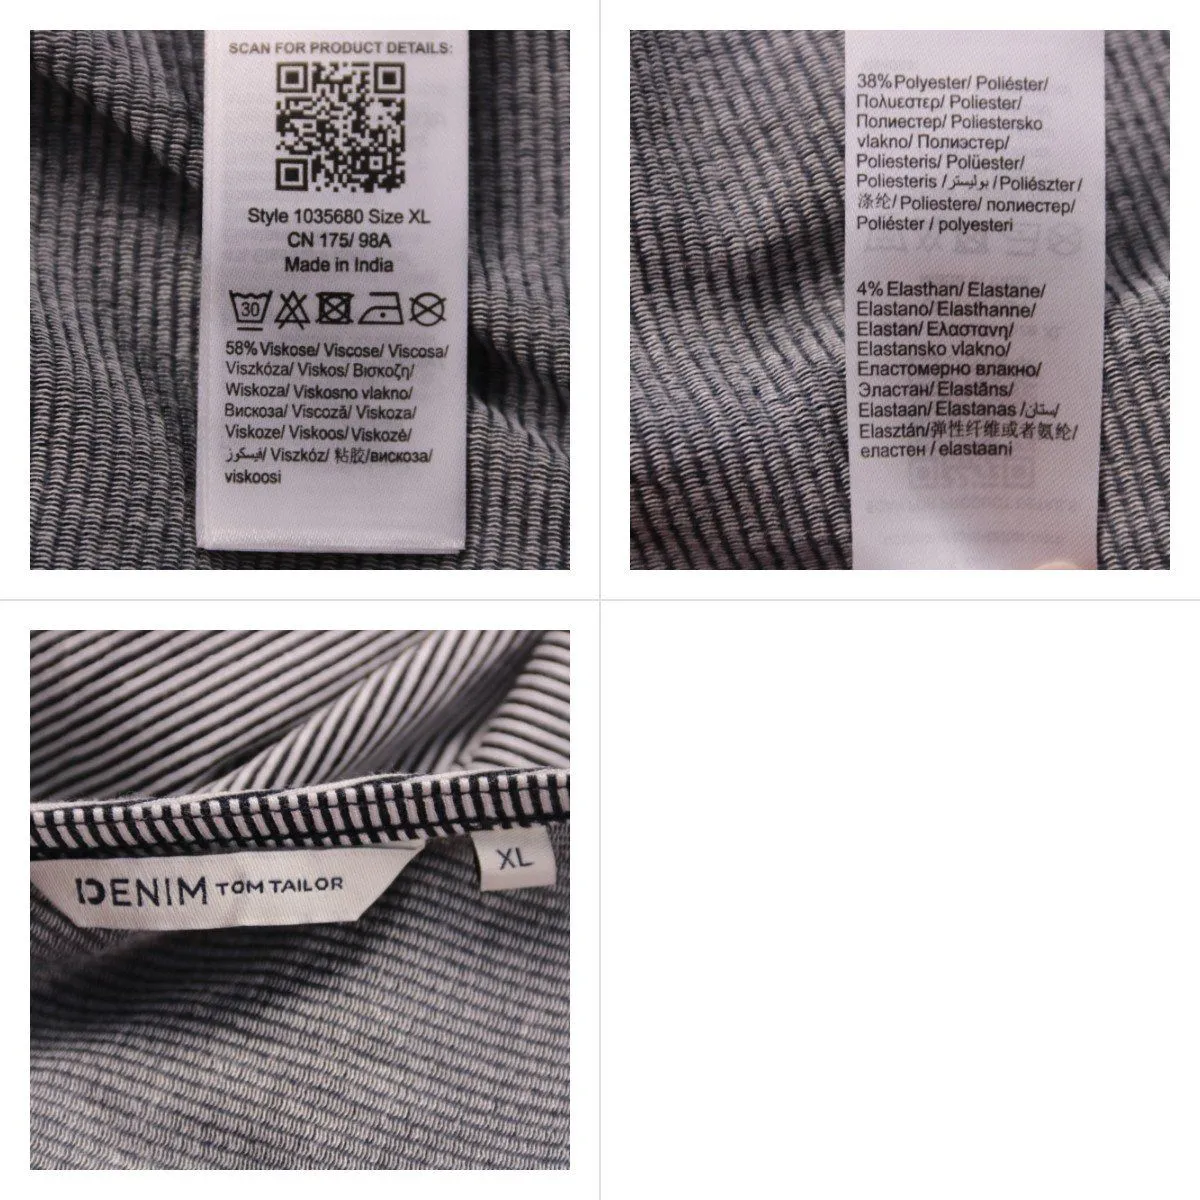 SCAN FOR PRODUCT DETAILS:
Style 1035680 Size XL
CN 175/ 98A
Made in India
30
58% Viskose/ Viscose/ Viscosa/
Viszkóza/ Viskos/ Βισκοζη/
Wiskoza/ Viskosno vlakno/
Вискоза/ Viscoză/ Viskoza/
Viskoze/ Viskoos/ Viskozė/
فيسكوز/ Viszkóz/ 粘胶/вискоза/
viskoosi
38% Polyester/ Poliéster/
Πολυεστερ/ Poliester/
Полиестер/ Poliestersko
vlakno/ Полиэстер/
Poliesteris/ Polüester/
Poliesteris /بوليستر /Poliészter/
涤纶/ Poliestere/ полиестер/
Poliéster / polyesteri
4% Elasthan/ Elastane/
Elastano/ Elasthanne/
Elastan/ Ελαστανη/
Elastansko vlakno/
Еластомерно влакно/
Эластан/ Elastāns/
Elastaan/ Elastanas /ستان/
Elasztán/弹性纤维或者氨纶/
еластен / elastaani
DENIM TOM TAILOR
XL